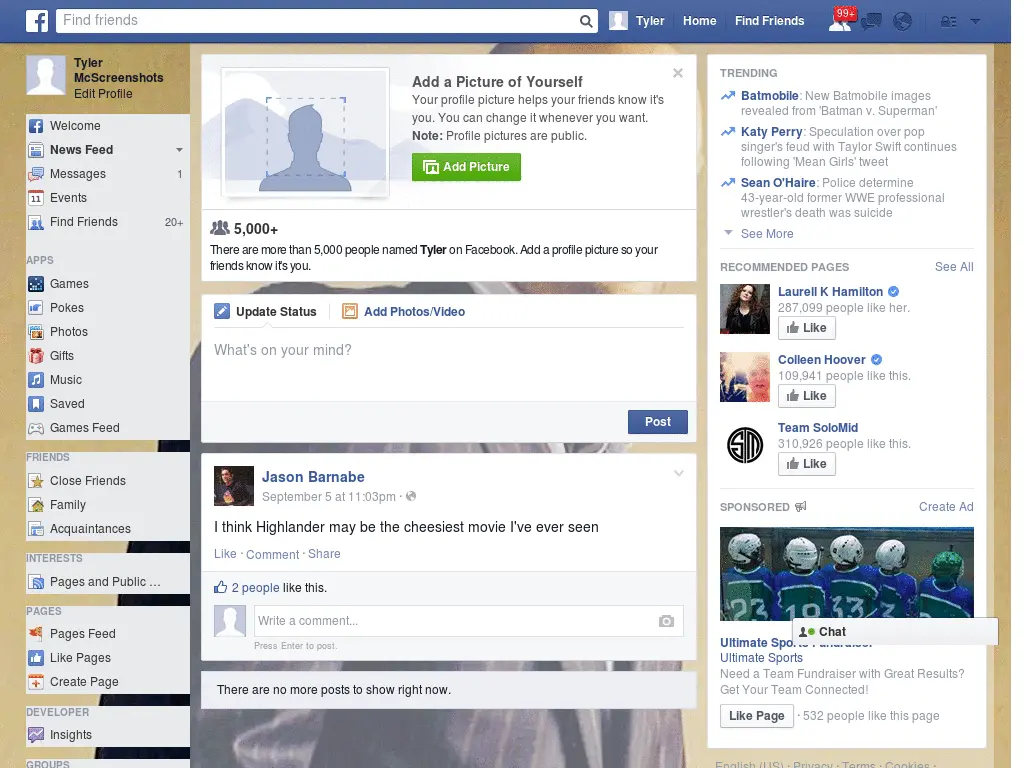 Find friends
Tyler
Home
Find Friends
99+
Tyler
McScreenshots
Edit Profile
Welcome
News Feed
Messages 1
Events
Find Friends 20+
APPS
Games
Pokes
Photos
Gifts
Music
Saved
Games Feed
FRIENDS
Close Friends
Family
Acquaintances
INTERESTS
Pages and Public ...
PAGES
Pages Feed
Like Pages
Create Page
DEVELOPER
Insights
GROUPS
Add a Picture of Yourself
Your profile picture helps your friends know it's
you. You can change it whenever you want.
Note: Profile pictures are public.
Add Picture
5,000+
There are more than 5,000 people named Tyler on Facebook. Add a profile picture so your
friends know it's you.
Update Status
Add Photos/Video
What's on your mind?
Post
Jason Barnabe
September 5 at 11:03pm ·
I think Highlander may be the cheesiest movie I've ever seen
Like · Comment · Share
2 people like this.
Write a comment...
Press Enter to post.
There are no more posts to show right now.
TRENDING
Batmobile: New Batmobile images
revealed from 'Batman v. Superman'
Katy Perry: Speculation over pop
singer's feud with Taylor Swift continues
following 'Mean Girls' tweet
Sean O'Haire: Police determine
43-year-old former WWE professional
wrestler's death was suicide
See More
RECOMMENDED PAGES See All
Laurell K Hamilton
287,099 people like her.
Like
Colleen Hoover
109,941 people like this.
Like
Team SoloMid
310,926 people like this.
Like
SPONSORED Create Ad
Chat
Ultimate Sports Fundraiser
Ultimate Sports
Need a Team Fundraiser with Great Results?
Get Your Team Connected!
Like Page · 532 people like this page
English (US) · Privacy · Terms · Cookies ·